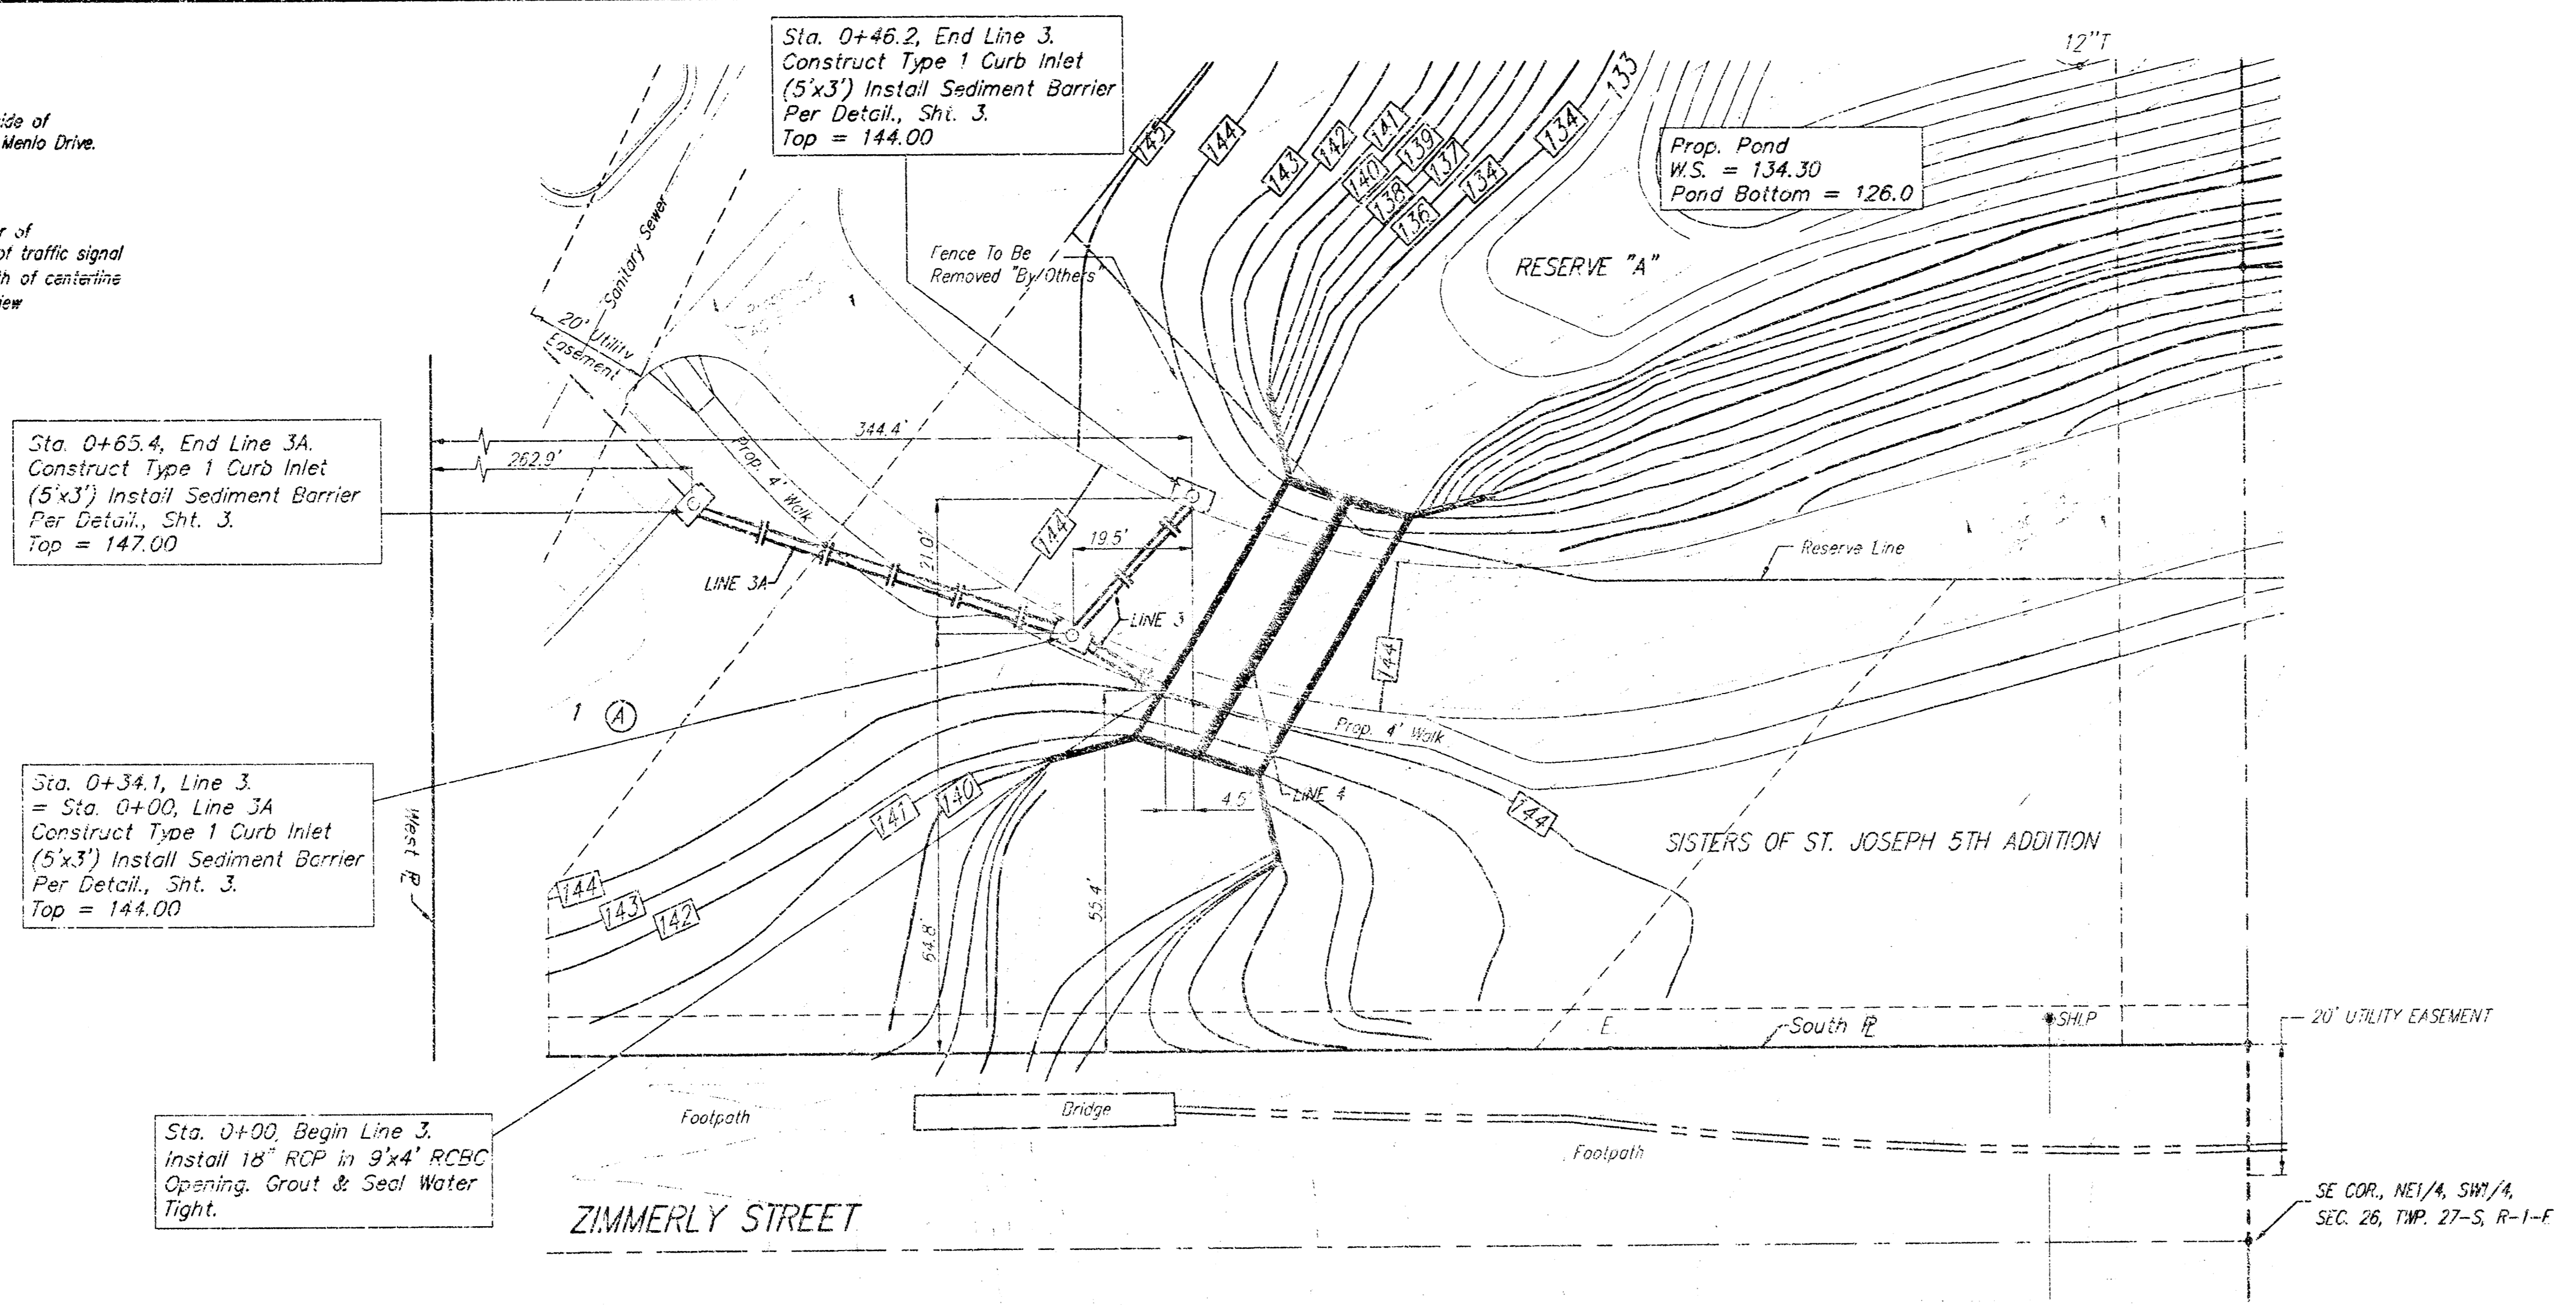 Sta. 0+46.2, End Line 3.
Construct Type 1 Curb Inlet
(5'x3') Install Sediment Barrier
Per Detail., Sht. 3.
Top = 144.00
12"T
ide of
Menlo Drive.
r of
of traffic signal
h of centerline
iew
145
144
143
142
141
140
139
138
137
136
134
134
133
Prop. Pond
W.S. = 134.30
Pond Bottom = 126.0
RESERVE "A"
Sanitary Sewer
Fence To Be
Removed "By Others"
20' Utility
Easement
Sta. 0+65.4, End Line 3A.
Construct Type 1 Curb Inlet
(5'x3') Install Sediment Barrier
Per Detail., Sht. 3.
Top = 147.00
344.4'
262.9'
Prop. 4' Walk
144
21.0'
19.5'
LINE 3A
LINE 3
Reserve Line
144
1 A
Prop. 4' Walk
Sta. 0+34.1, Line 3.
= Sta. 0+00, Line 3A
Construct Type 1 Curb Inlet
(5'x3') Install Sediment Barrier
Per Detail., Sht. 3.
Top = 144.00
West PL
141
140
4.5'
LINE 4
144
SISTERS OF ST. JOSEPH 5TH ADDITION
144
143
142
64.8'
55.4'
E
South PL
SHLP
20' UTILITY EASEMENT
Footpath
Bridge
Footpath
Sta. 0+00, Begin Line 3.
Install 18" RCP in 9'x4' RCBC
Opening. Grout & Seal Water
Tight.
ZIMMERLY STREET
SE COR., NE1/4, SW1/4,
SEC. 26, TWP. 27-S, R-1-E